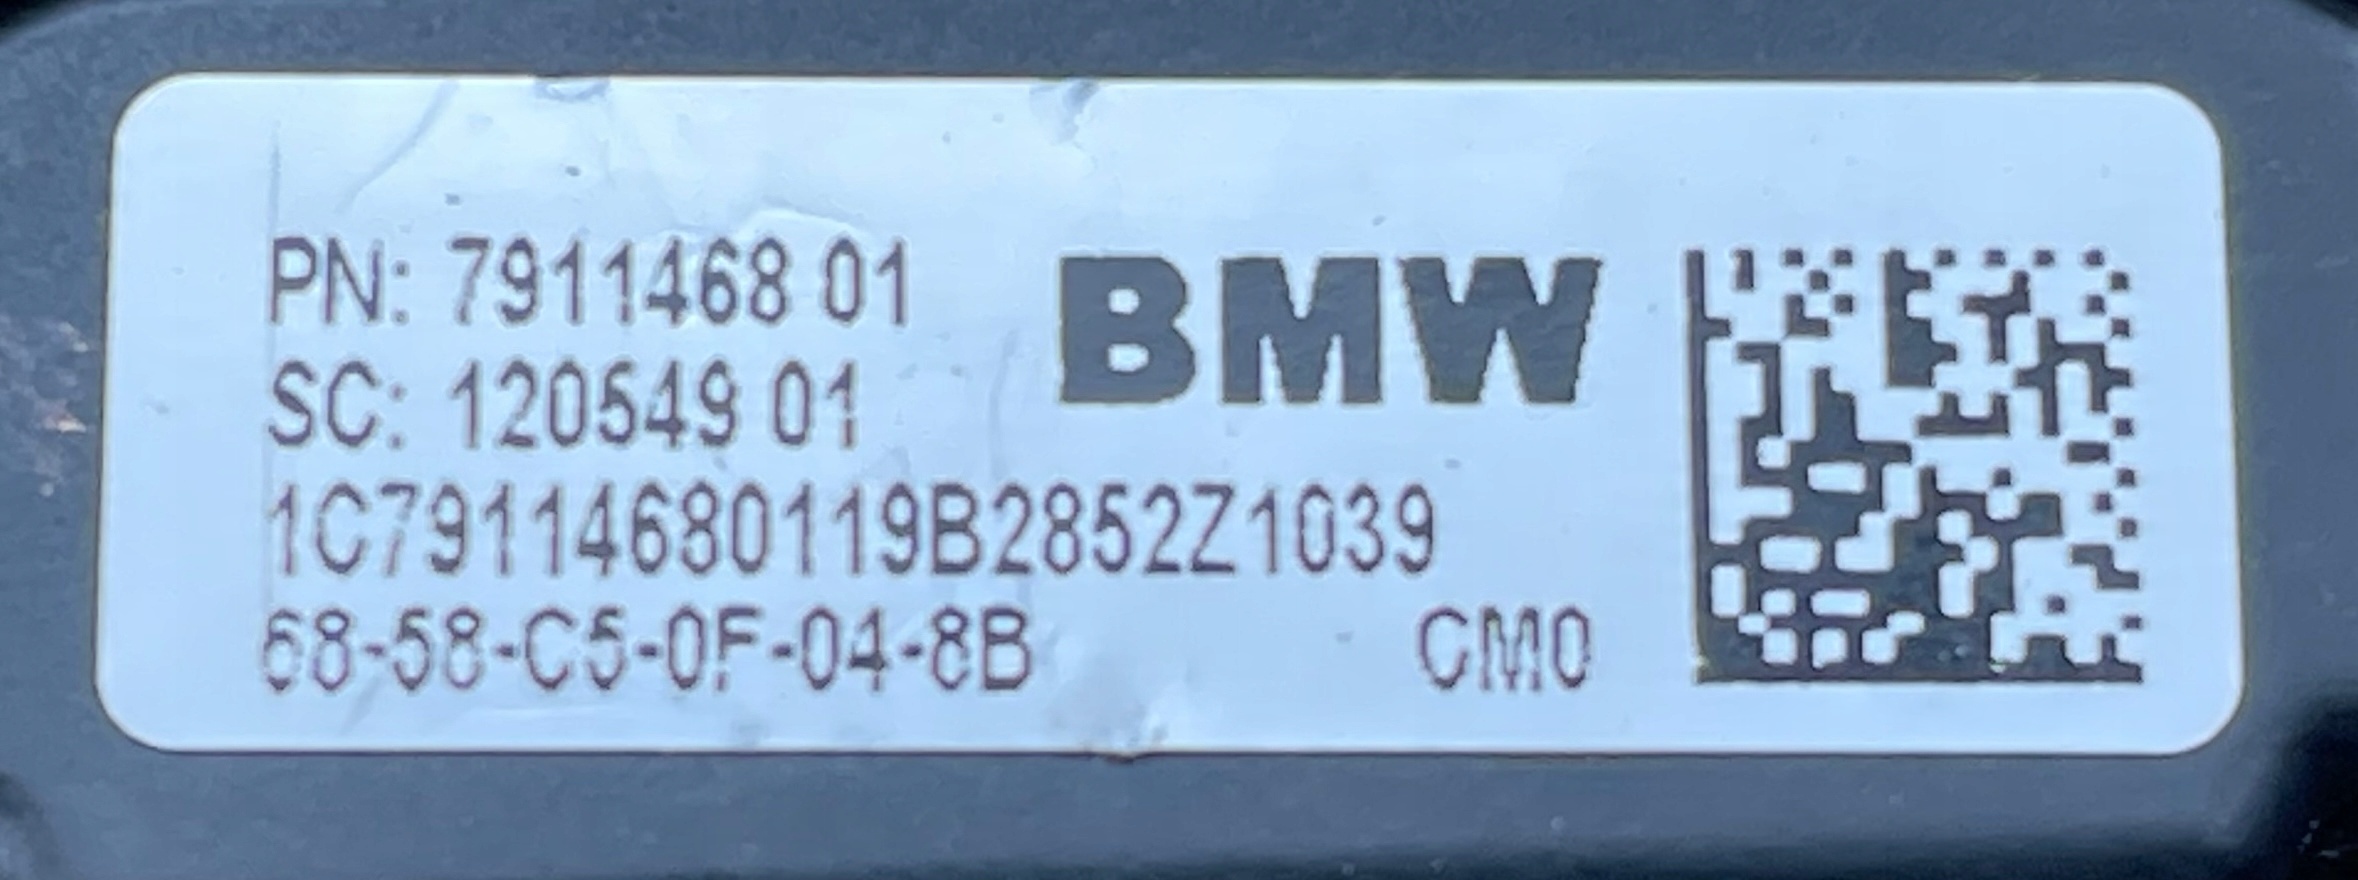 PN: 7911468 01
SC: 120549 01
BMW
1C79114680119B2852Z1039
68-58-C5-0F-04-8B
CM0